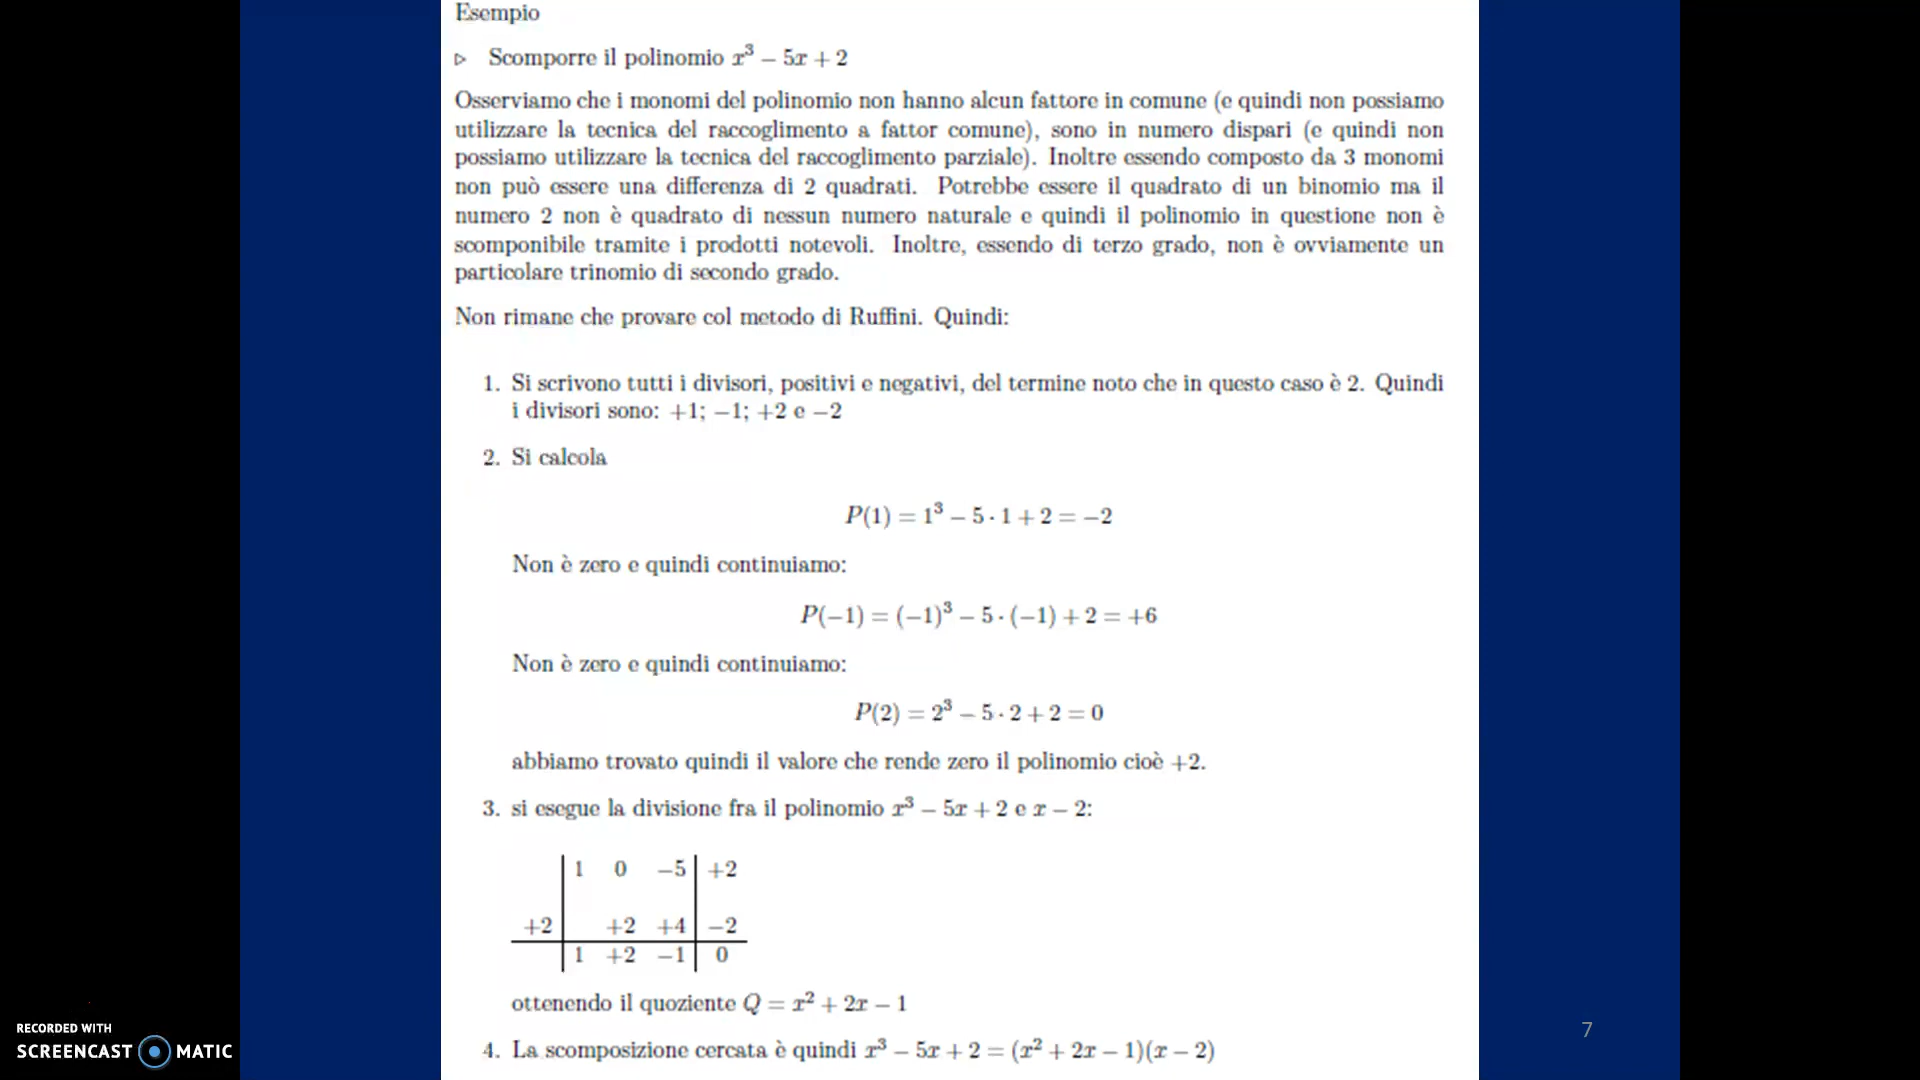 Esempio
▷ Scomporre il polinomio x³ − 5x + 2
Osserviamo che i monomi del polinomio non hanno alcun fattore in comune (e quindi non possiamo
utilizzare la tecnica del raccoglimento a fattor comune), sono in numero dispari (e quindi non
possiamo utilizzare la tecnica del raccoglimento parziale). Inoltre essendo composto da 3 monomi
non può essere una differenza di 2 quadrati. Potrebbe essere il quadrato di un binomio ma il
numero 2 non è quadrato di nessun numero naturale e quindi il polinomio in questione non è
scomponibile tramite i prodotti notevoli. Inoltre, essendo di terzo grado, non è ovviamente un
particolare trinomio di secondo grado.
Non rimane che provare col metodo di Ruffini. Quindi:
1. Si scrivono tutti i divisori, positivi e negativi, del termine noto che in questo caso è 2. Quindi
i divisori sono: +1; −1; +2 e −2
2. Si calcola
P(1) = 1³ − 5 · 1 + 2 = −2
Non è zero e quindi continuiamo:
P(−1) = (−1)³ − 5 · (−1) + 2 = +6
Non è zero e quindi continuiamo:
P(2) = 2³ − 5 · 2 + 2 = 0
abbiamo trovato quindi il valore che rende zero il polinomio cioè +2.
3. si esegue la divisione fra il polinomio x³ − 5x + 2 e x − 2:
1 0 −5 +2
+2 +2 +4 −2
1 +2 −1 0
ottenendo il quoziente Q = x² + 2x − 1
4. La scomposizione cercata è quindi x³ − 5x + 2 = (x² + 2x − 1)(x − 2)
7
RECORDED WITH
SCREENCAST MATIC